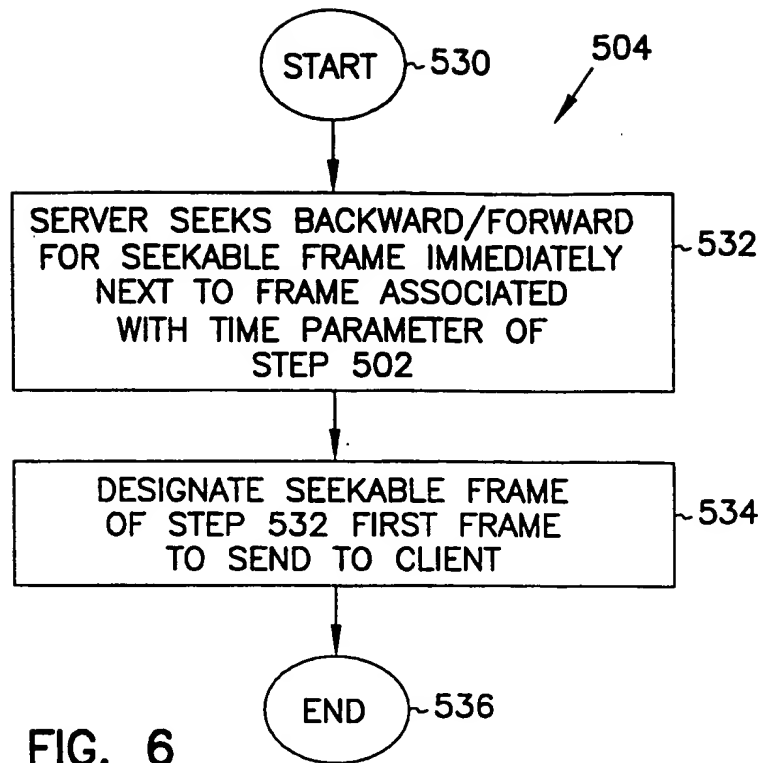 START 530
504
SERVER SEEKS BACKWARD/FORWARD
FOR SEEKABLE FRAME IMMEDIATELY
NEXT TO FRAME ASSOCIATED
WITH TIME PARAMETER OF
STEP 502
532
DESIGNATE SEEKABLE FRAME
OF STEP 532 FIRST FRAME
TO SEND TO CLIENT
534
END 536
FIG. 6